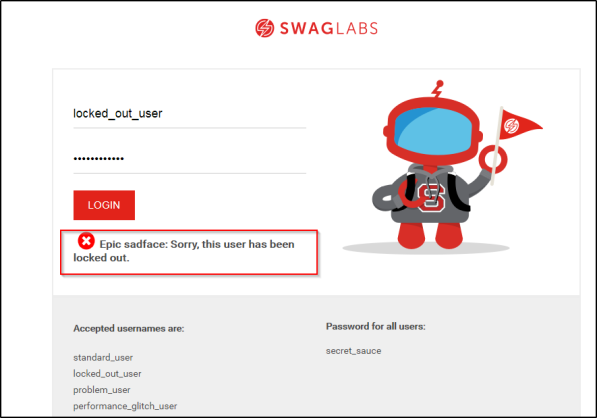 SWAGLABS
locked_out_user
••••••••••••
LOGIN
Epic sadface: Sorry, this user has been
locked out.
S
Accepted usernames are:
standard_user
locked_out_user
problem_user
performance_glitch_user
Password for all users:
secret_sauce